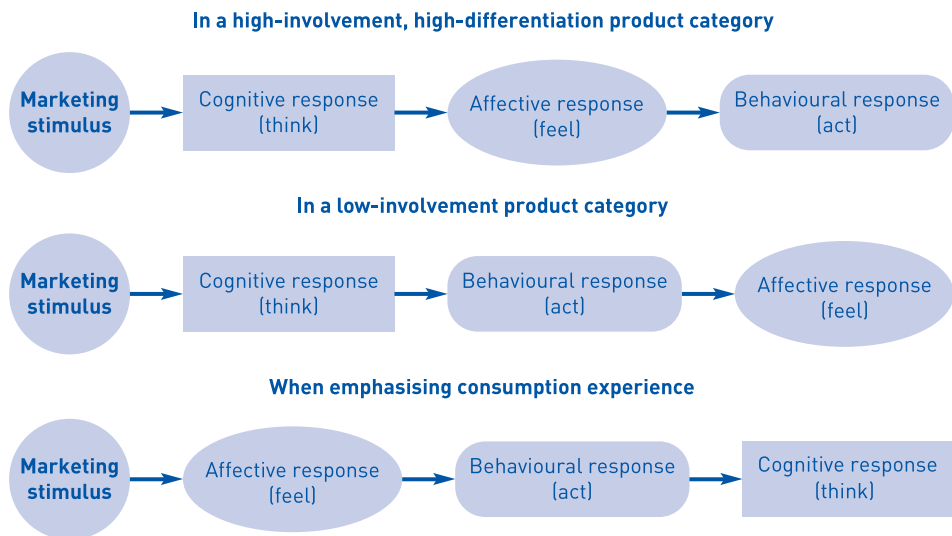 In a high-involvement, high-differentiation product category
Marketing
stimulus
Cognitive response
(think)
Affective response
(feel)
Behavioural response
(act)
In a low-involvement product category
Marketing
stimulus
Cognitive response
(think)
Behavioural response
(act)
Affective response
(feel)
When emphasising consumption experience
Marketing
stimulus
Affective response
(feel)
Behavioural response
(act)
Cognitive response
(think)